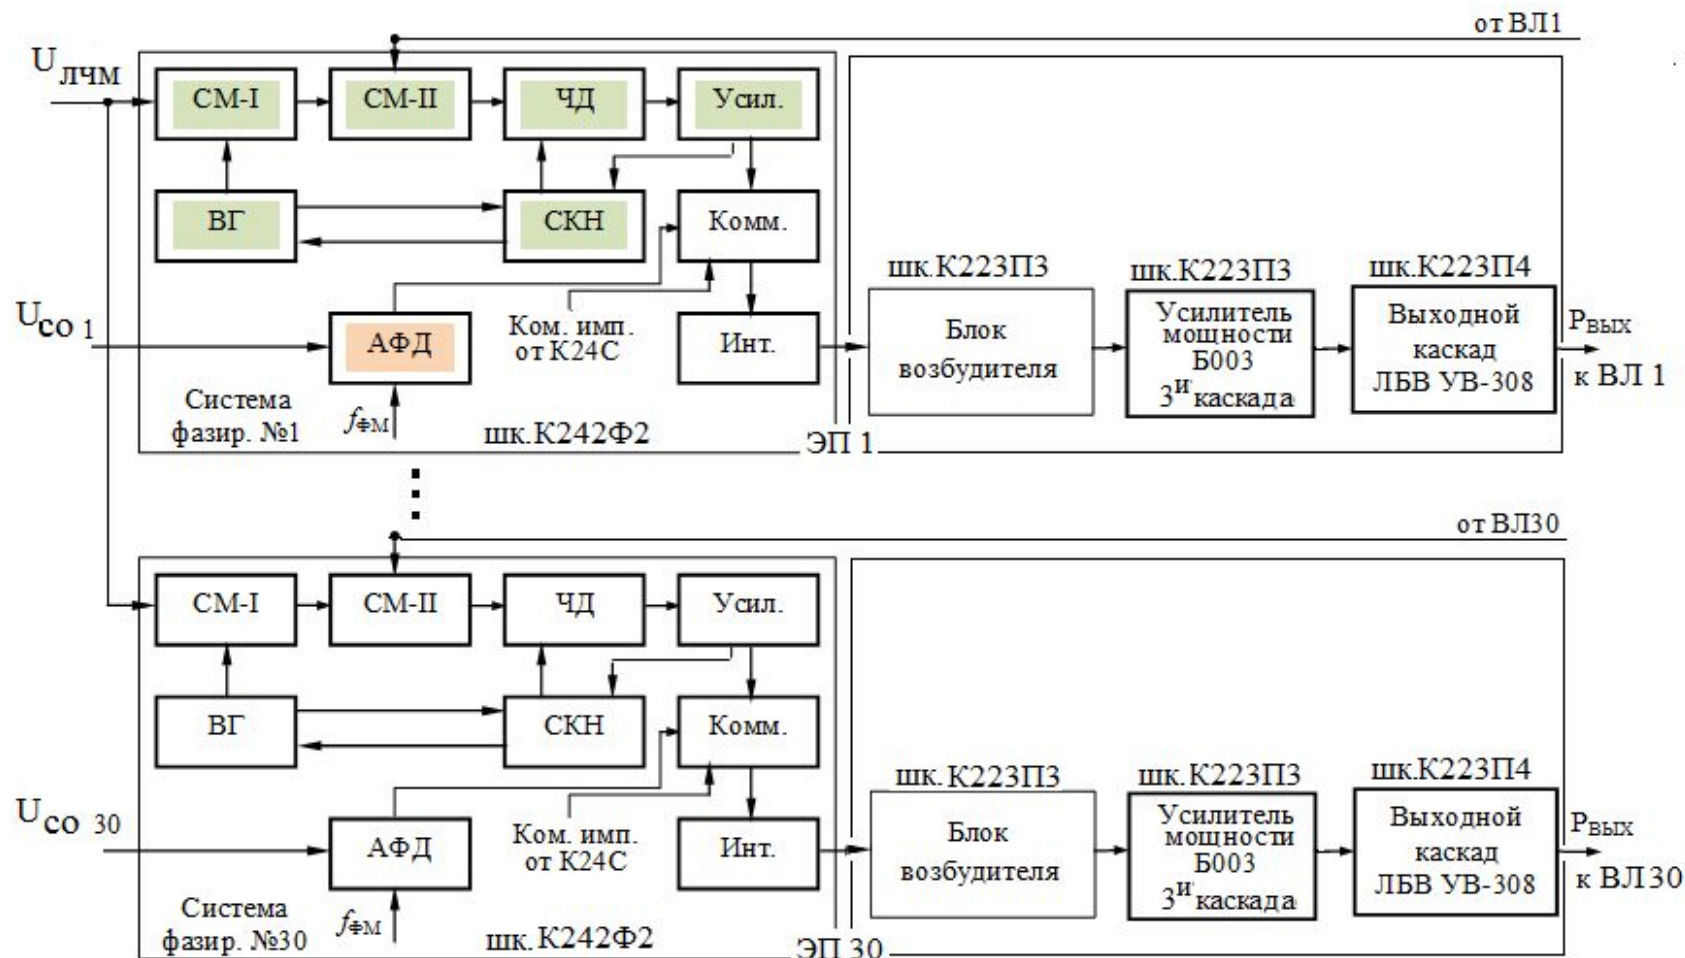 от ВЛ1
U ЛЧМ
СМ-I
СМ-II
ЧД
Усил.
ВГ
СКН
Комм.
шк.К223П3
шк.К223П3
шк.К223П4
Uсо 1
АФД
Ком. имп.
от К24С
Инт.
Блок
возбудителя
Усилитель
мощности
Б003
3и каскада
Выходной
каскад
ЛБВ УВ-308
РВЫХ
к ВЛ 1
Система
фазир. №1
fФМ
шк.К242Ф2
ЭП 1
от ВЛ30
СМ-I
СМ-II
ЧД
Усил.
ВГ
СКН
Комм.
шк.К223П3
шк.К223П3
шк.К223П4
Uсо 30
АФД
Ком. имп.
от К24С
Инт.
Блок
возбудителя
Усилитель
мощности
Б003
3и каскада
Выходной
каскад
ЛБВ УВ-308
РВЫХ
к ВЛ30
Система
фазир. №30
fФМ
шк.К242Ф2
ЭП 30